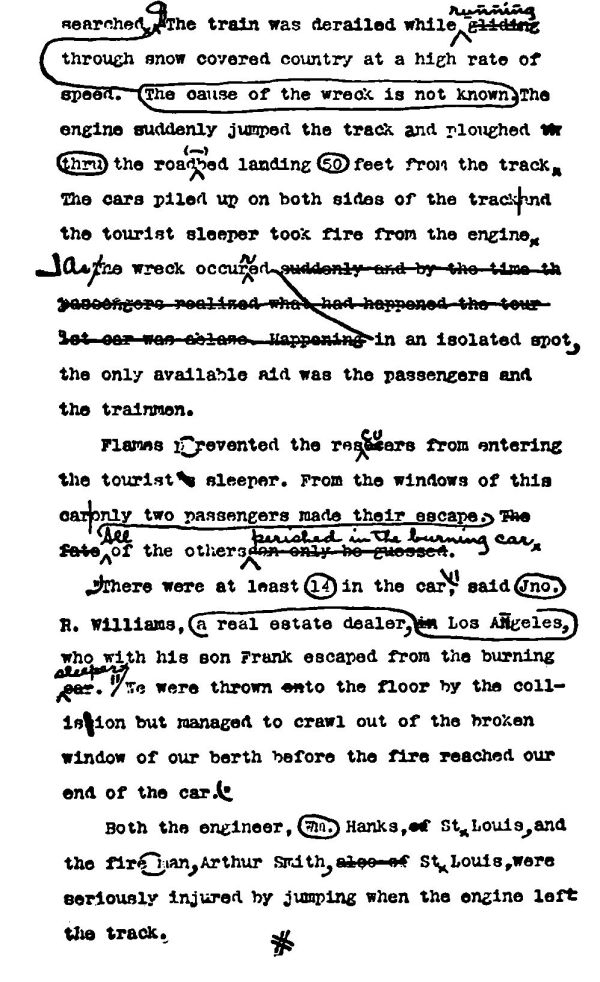 running
searched. The train was derailed while gliding
through snow covered country at a high rate of
speed. The cause of the wreck is not known. The
engine suddenly jumped the track and ploughed
thru the roadbed landing 50 feet from the track.
The cars piled up on both sides of the track and
the tourist sleeper took fire from the engine.
As the wreck occured suddenly and by the time th
passengers realized what had happened the tour-
ist car was ablaze. Happening in an isolated spot,
the only available aid was the passengers and
the trainmen.
Flames prevented the rescuers from entering
the tourist sleeper. From the windows of this
car only two passengers made their escape. The
All perished in the burning car.
fate of the others can only be guessed.
"There were at least 14 in the car," said Jno.
R. Williams, a real estate dealer, in Los Angeles,
who with his son Frank escaped from the burning
sleeper
car. "We were thrown onto the floor by the coll-
ision but managed to crawl out of the broken
window of our berth before the fire reached our
end of the car."
Both the engineer, Wm. Hanks, of St. Louis, and
the fireman, Arthur Smith, also of St. Louis, were
seriously injured by jumping when the engine left
the track.
#